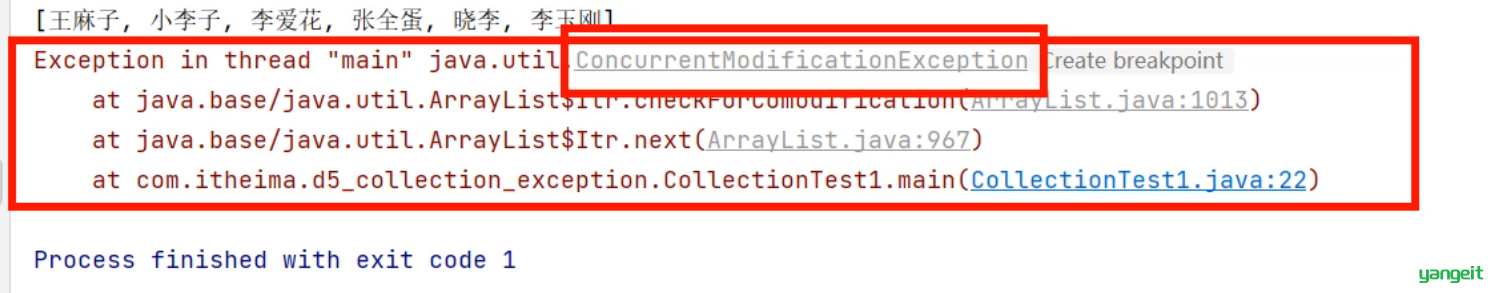 [王麻子, 小李子, 李爱花, 张全蛋, 晓李, 李玉刚]
Exception in thread "main" java.util.ConcurrentModificationException Create breakpoint
at java.base/java.util.ArrayList$Itr.checkForComodification(ArrayList.java:1013)
at java.base/java.util.ArrayList$Itr.next(ArrayList.java:967)
at com.itheima.d5_collection_exception.CollectionTest1.main(CollectionTest1.java:22)
Process finished with exit code 1
yangeit